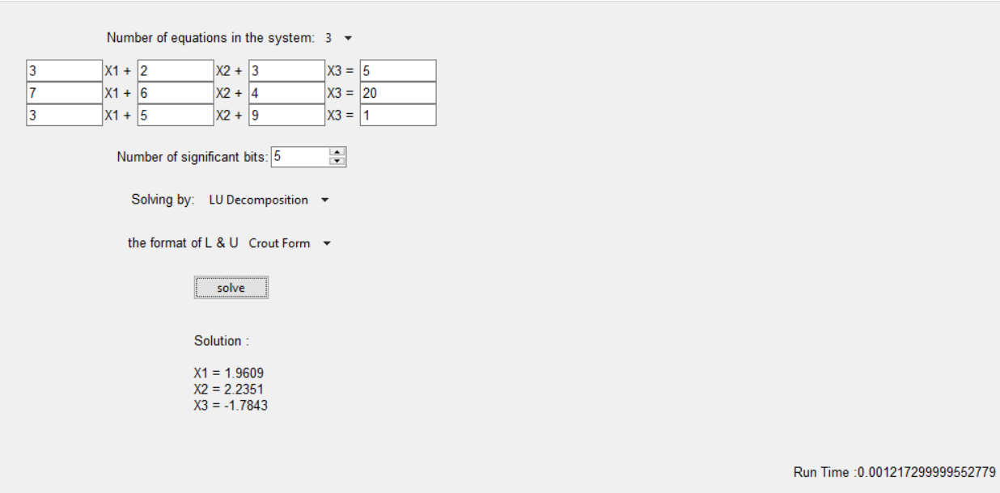 Number of equations in the system: 3
3 X1 + 2 X2 + 3 X3 = 5
7 X1 + 6 X2 + 4 X3 = 20
3 X1 + 5 X2 + 9 X3 = 1
Number of significant bits: 5
Solving by: LU Decomposition
the format of L & U Crout Form
solve
Solution :
X1 = 1.9609
X2 = 2.2351
X3 = -1.7843
Run Time :0.001217299999552779